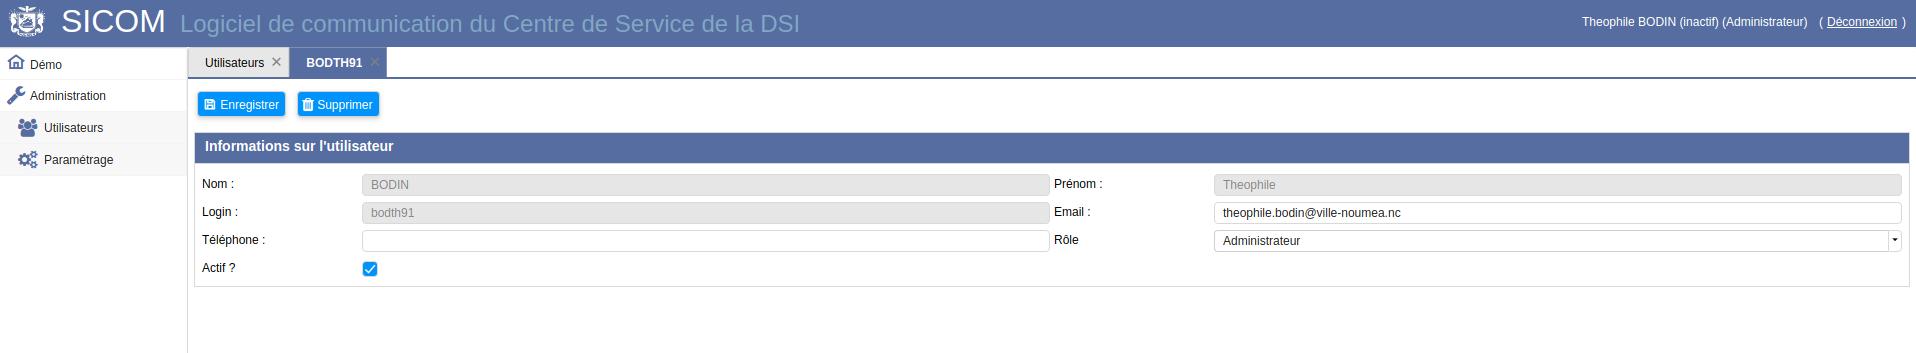 SICOM Logiciel de communication du Centre de Service de la DSI
Theophile BODIN (inactif) (Administrateur) ( Déconnexion )
Démo
Administration
Utilisateurs
Paramétrage
Utilisateurs
BODTH91
Enregistrer
Supprimer
Informations sur l'utilisateur
Nom : BODIN
Prénom : Theophile
Login : bodth91
Email : theophile.bodin@ville-noumea.nc
Téléphone :
Rôle Administrateur
Actif ?